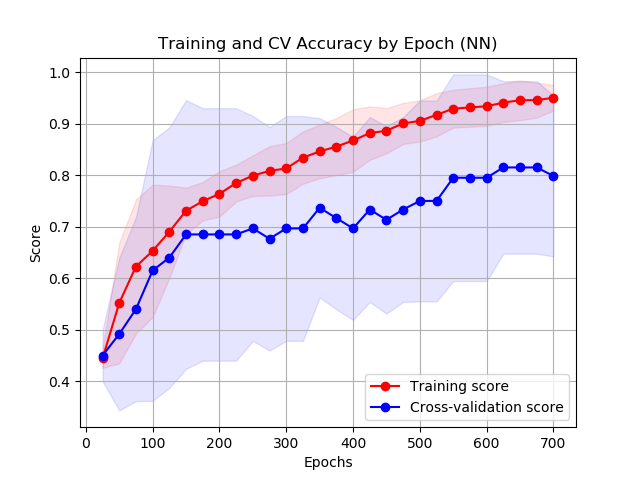 Training and CV Accuracy by Epoch (NN)
1.0
0.9
0.8
0.7
0.6
0.5
0.4
Score
Training score
Cross-validation score
0 100 200 300 400 500 600 700
Epochs